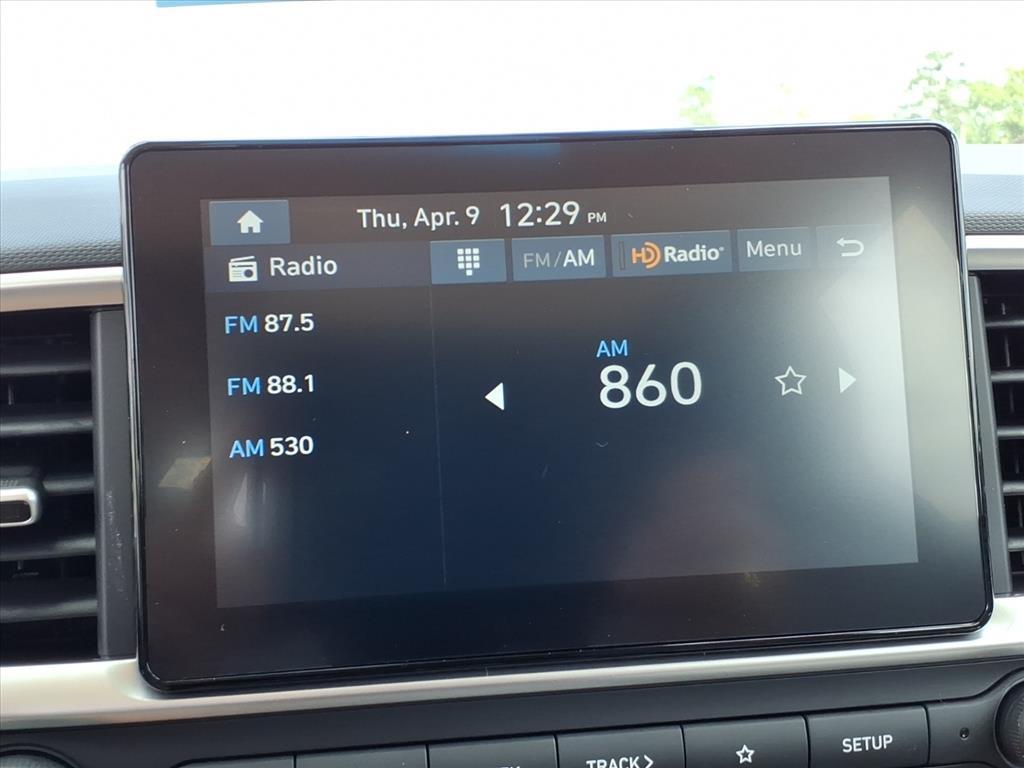 Thu, Apr. 9 12:29 PM
Radio FM/AM HD Radio Menu
FM 87.5
FM 88.1
AM 530
AM
860
TRACK
SETUP